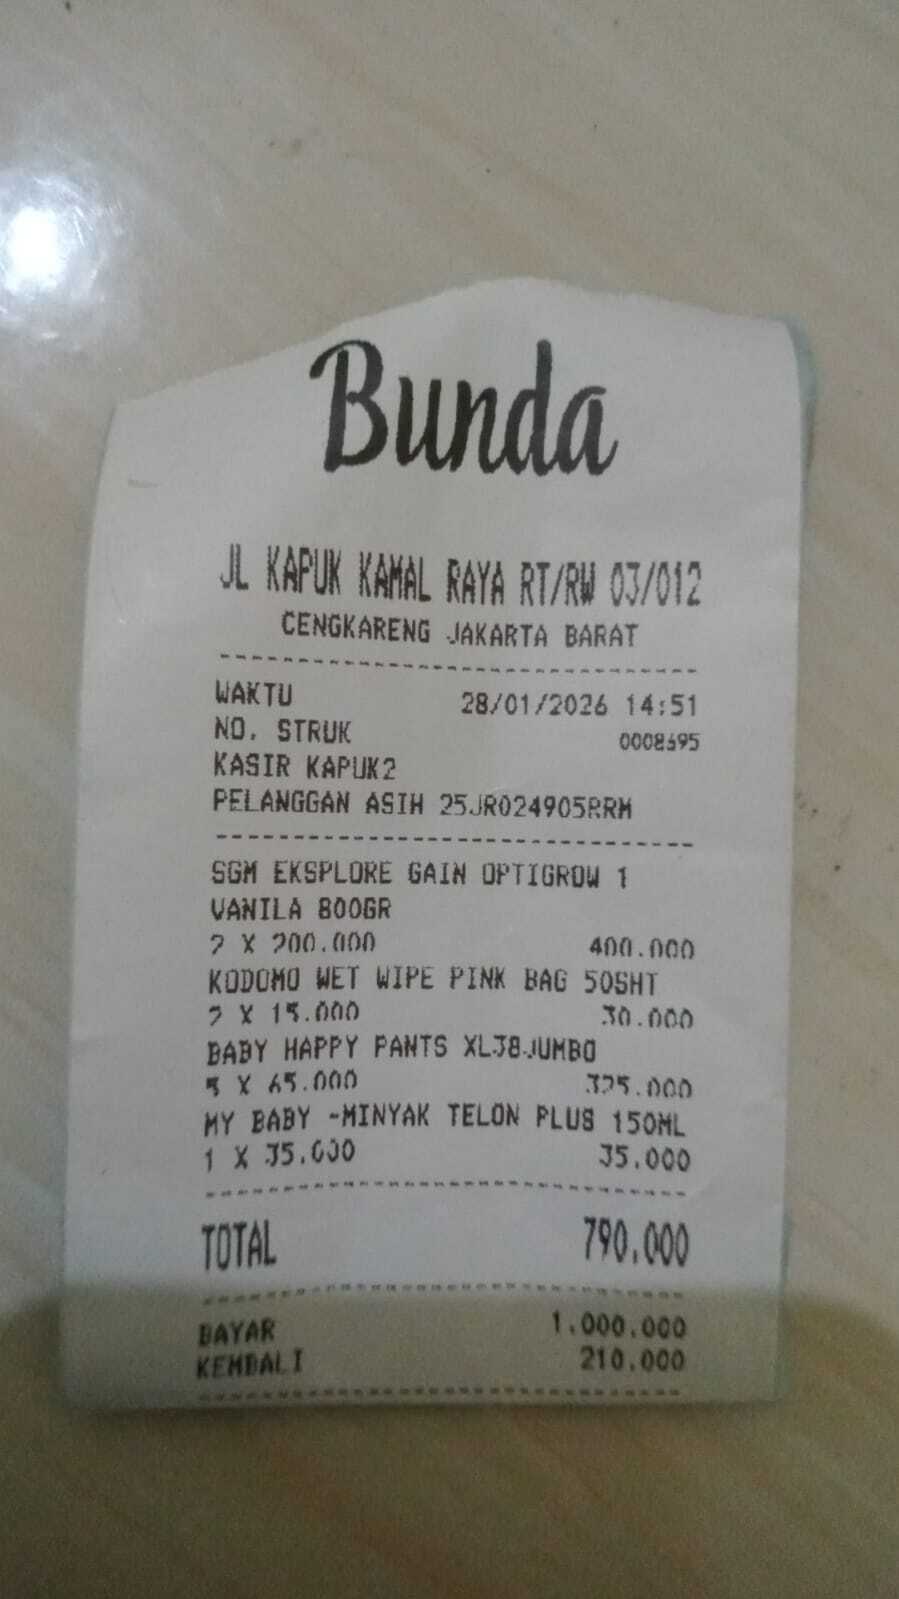 Bunda
JL KAPUK KAMAL RAYA RT/RW 03/012
CENGKARENG JAKARTA BARAT
WAKTU 28/01/2026 14:51
NO. STRUK 0008695
KASIR KAPUK2
PELANGGAN ASIH 25JR024905RRM
SGM EKSPLORE GAIN OPTIGROW 1
VANILA 800GR
2 X 200.000 400.000
KODOMO WET WIPE PINK BAG 50SHT
2 X 15.000 30.000
BABY HAPPY PANTS XL38JUMBO
5 X 65.000 325.000
MY BABY -MINYAK TELON PLUS 150ML
1 X 35.000 35.000
TOTAL 790.000
BAYAR 1.000.000
KEMBALI 210.000